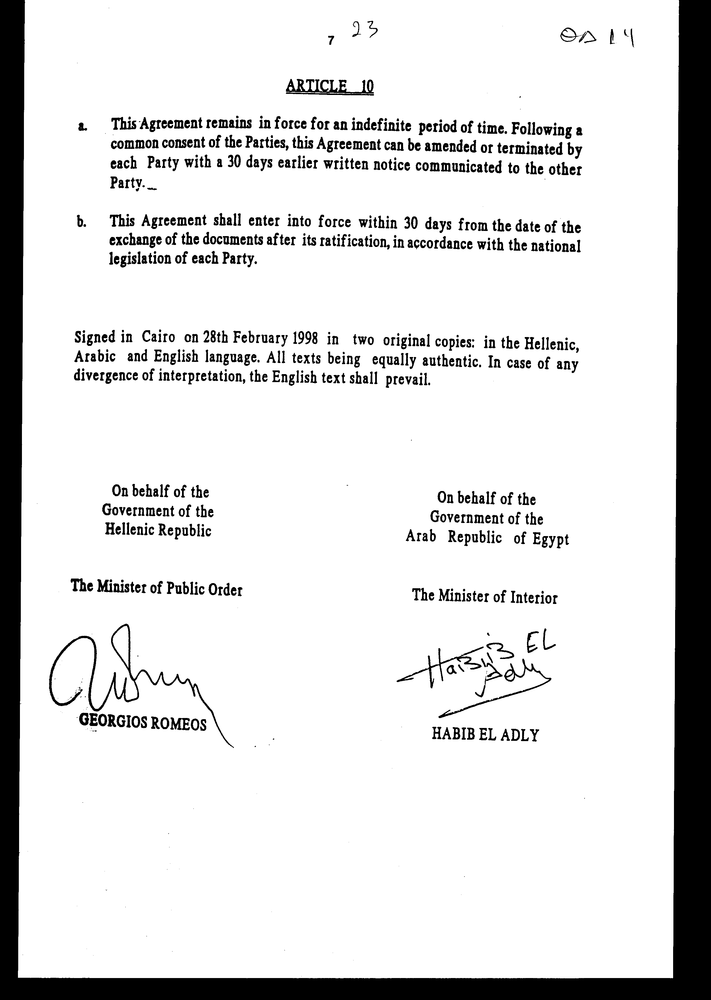 7 23 ΟΔ 14
ARTICLE 10
a. This Agreement remains in force for an indefinite period of time. Following a
common consent of the Parties, this Agreement can be amended or terminated by
each Party with a 30 days earlier written notice communicated to the other
Party.
b. This Agreement shall enter into force within 30 days from the date of the
exchange of the documents after its ratification, in accordance with the national
legislation of each Party.
Signed in Cairo on 28th February 1998 in two original copies: in the Hellenic,
Arabic and English language. All texts being equally authentic. In case of any
divergence of interpretation, the English text shall prevail.
On behalf of the
Government of the
Hellenic Republic
The Minister of Public Order
GEORGIOS ROMEOS
On behalf of the
Government of the
Arab Republic of Egypt
The Minister of Interior
HaBiB EL
Adly
HABIB EL ADLY